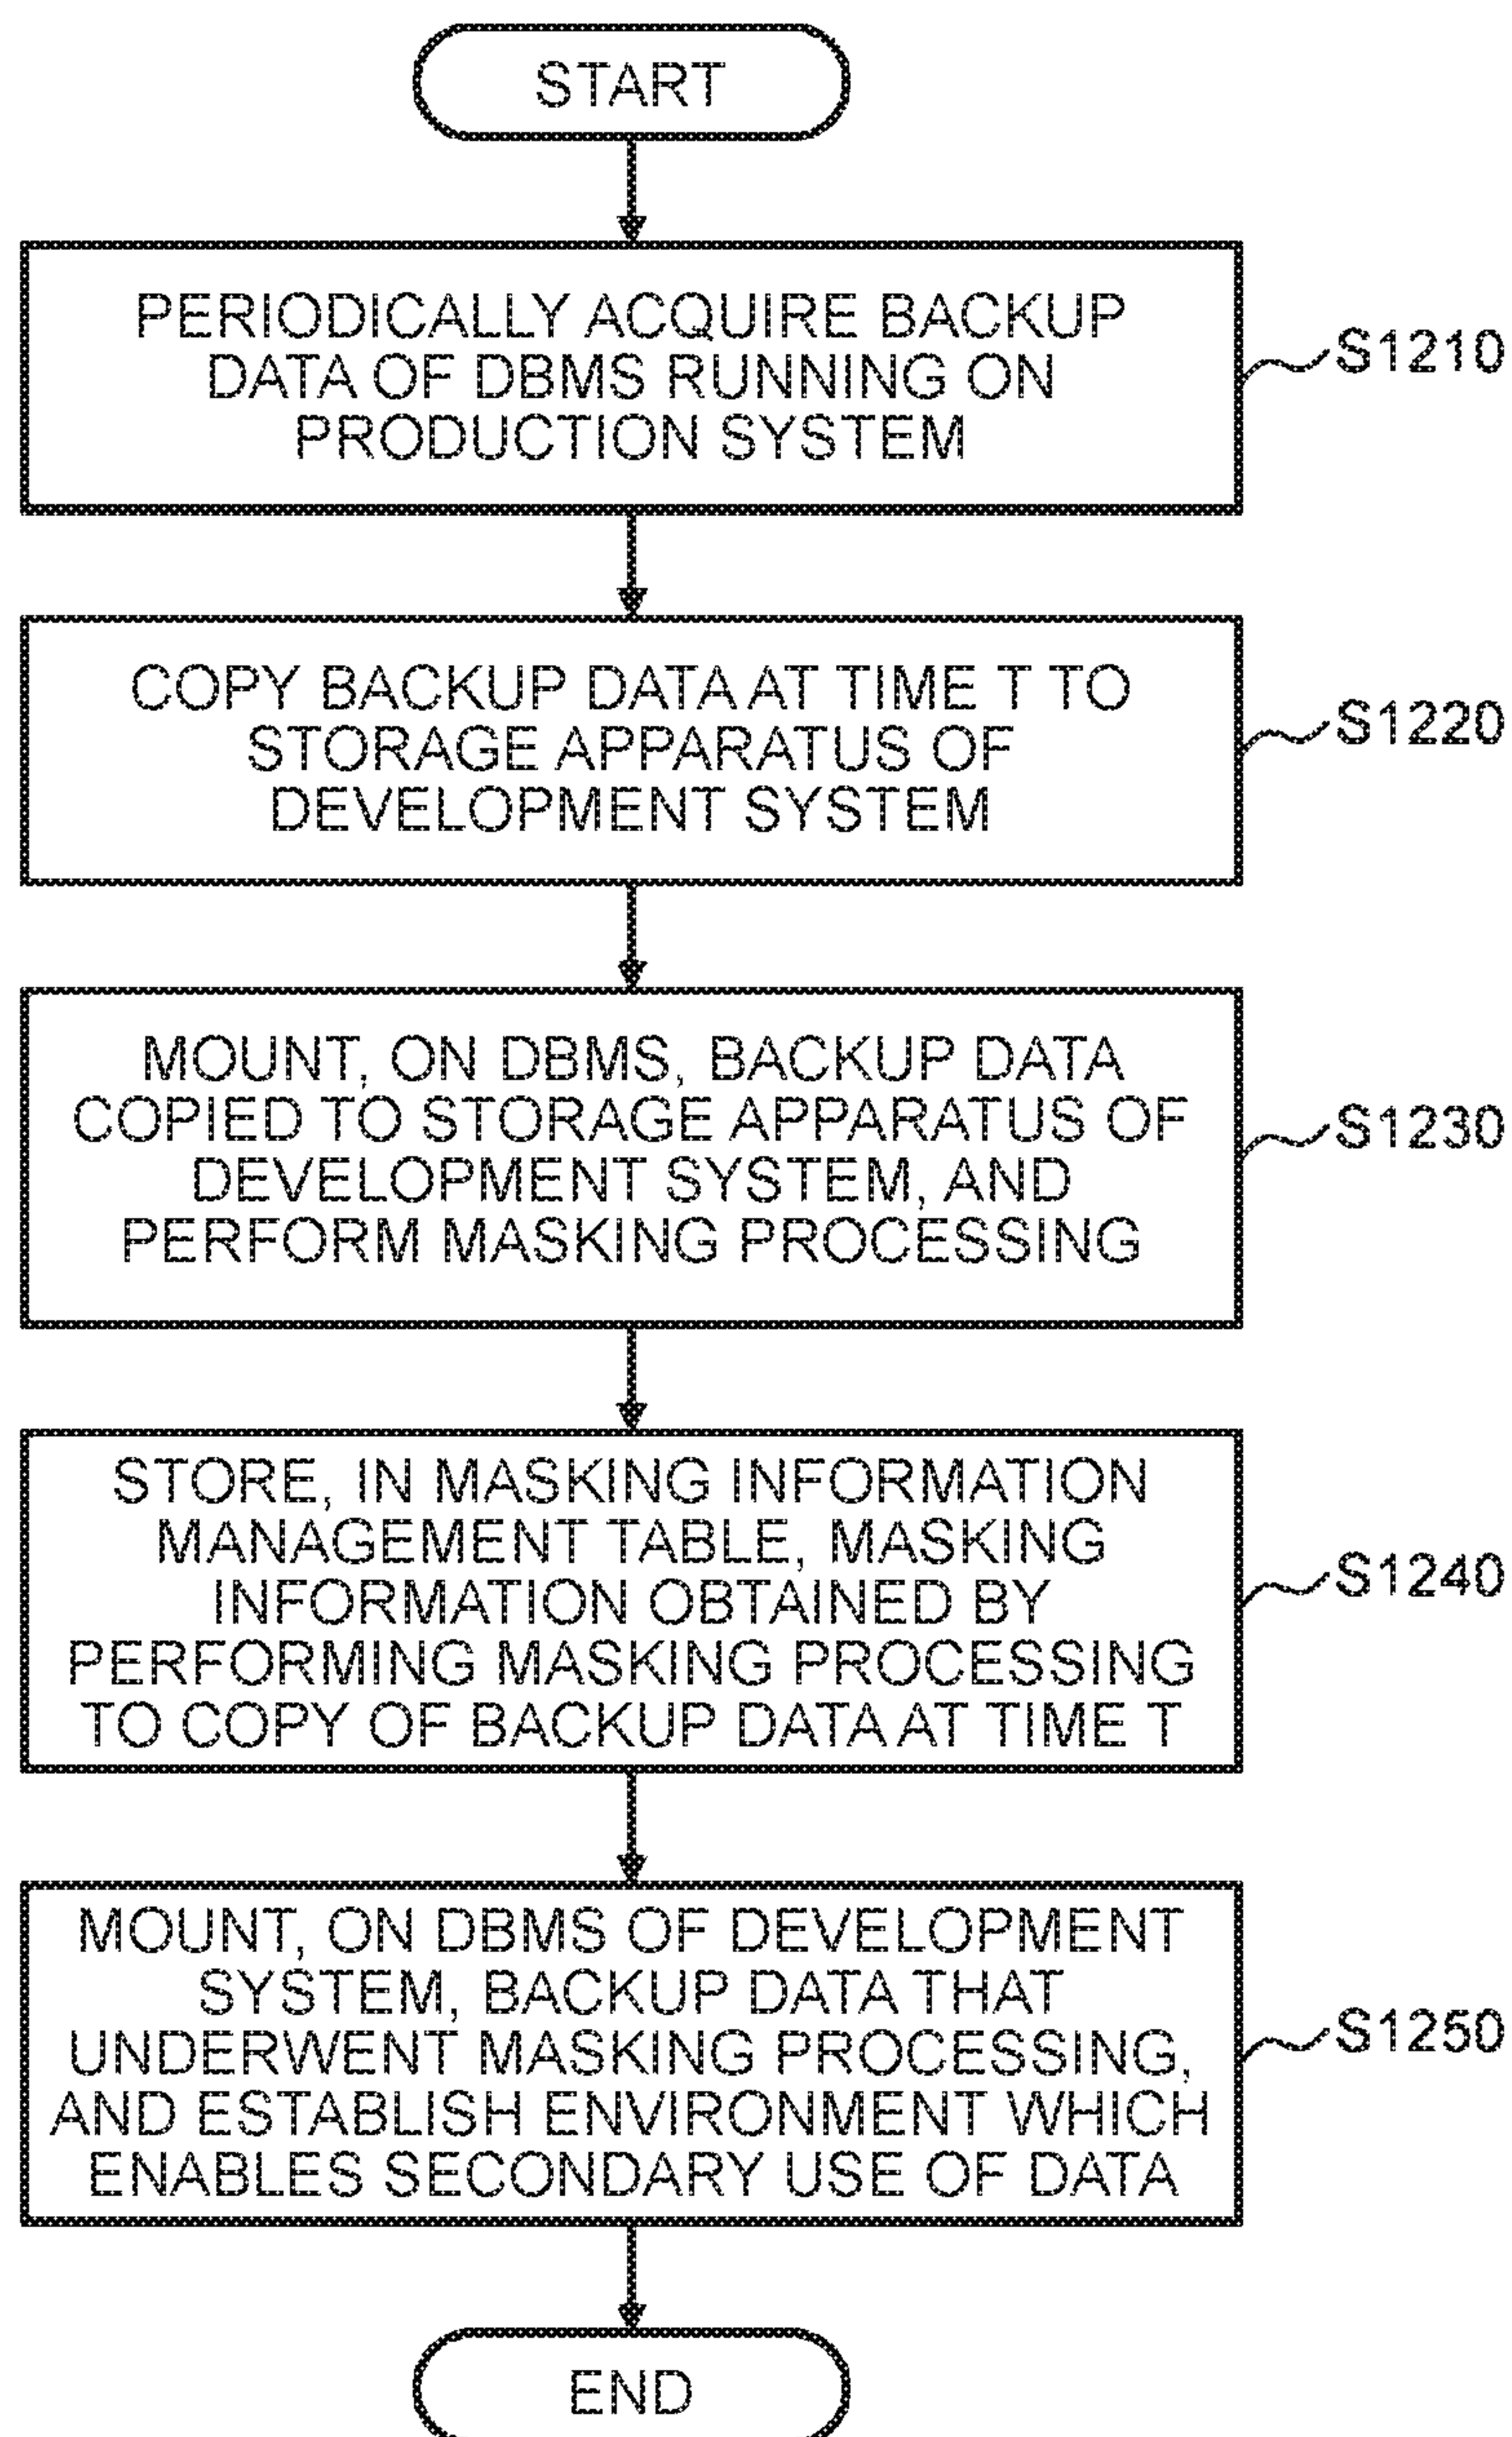 START
PERIODICALLY ACQUIRE BACKUP
DATA OF DBMS RUNNING ON
PRODUCTION SYSTEM
S1210
COPY BACKUP DATA AT TIME T TO
STORAGE APPARATUS OF
DEVELOPMENT SYSTEM
S1220
MOUNT, ON DBMS, BACKUP DATA
COPIED TO STORAGE APPARATUS OF
DEVELOPMENT SYSTEM, AND
PERFORM MASKING PROCESSING
S1230
STORE, IN MASKING INFORMATION
MANAGEMENT TABLE, MASKING
INFORMATION OBTAINED BY
PERFORMING MASKING PROCESSING
TO COPY OF BACKUP DATA AT TIME T
S1240
MOUNT, ON DBMS OF DEVELOPMENT
SYSTEM, BACKUP DATA THAT
UNDERWENT MASKING PROCESSING,
AND ESTABLISH ENVIRONMENT WHICH
ENABLES SECONDARY USE OF DATA
S1250
END